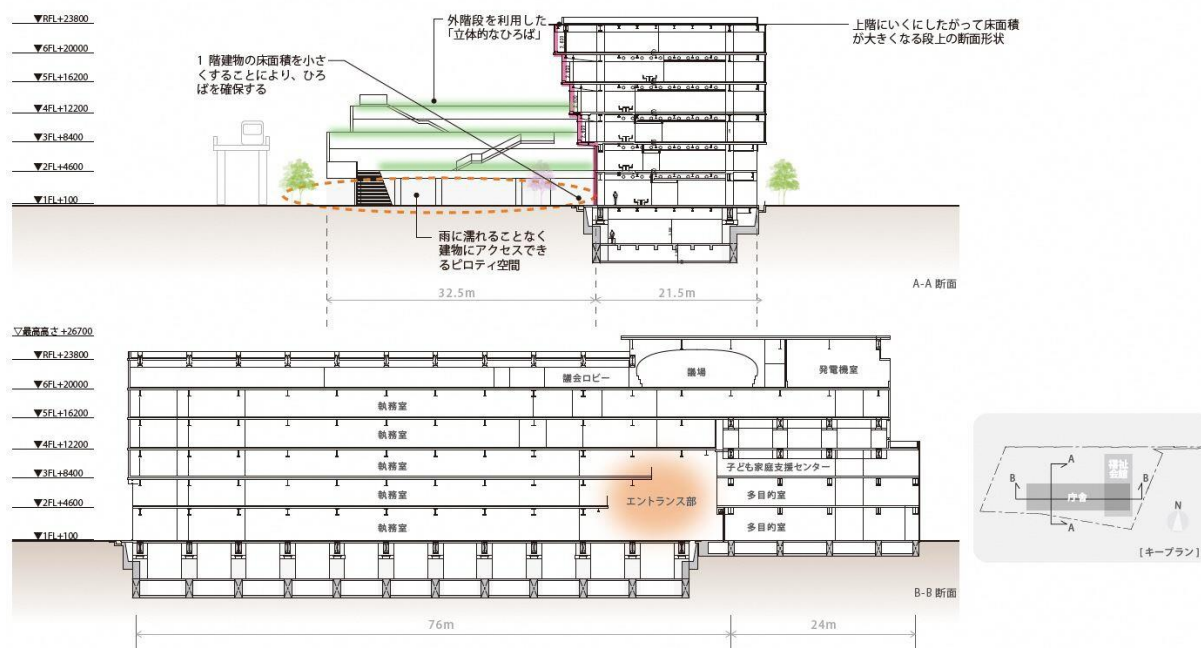 ▼RFL+23800
▼6FL+20000
▼5FL+16200
▼4FL+12200
▼3FL+8400
▼2FL+4600
▼1FL+100
外階段を利用した
「立体的なひろば」
1 階建物の床面積を小さ
くすることにより、ひろ
ばを確保する
上階にいくにしたがって床面積
が大きくなる段上の断面形状
雨に濡れることなく
建物にアクセスでき
るピロティ空間
32.5m
21.5m
A-A 断面
▽最高高さ +26700
▼RFL+23800
▼6FL+20000
▼5FL+16200
▼4FL+12200
▼3FL+8400
▼2FL+4600
▼1FL+100
議会ロビー
議場
発電機室
執務室
執務室
執務室
子ども家庭支援センター
執務室
エントランス部
多目的室
執務室
多目的室
B-B 断面
76m
24m
A
福祉
会館
B
B
庁舎
A
N
[キープラン]